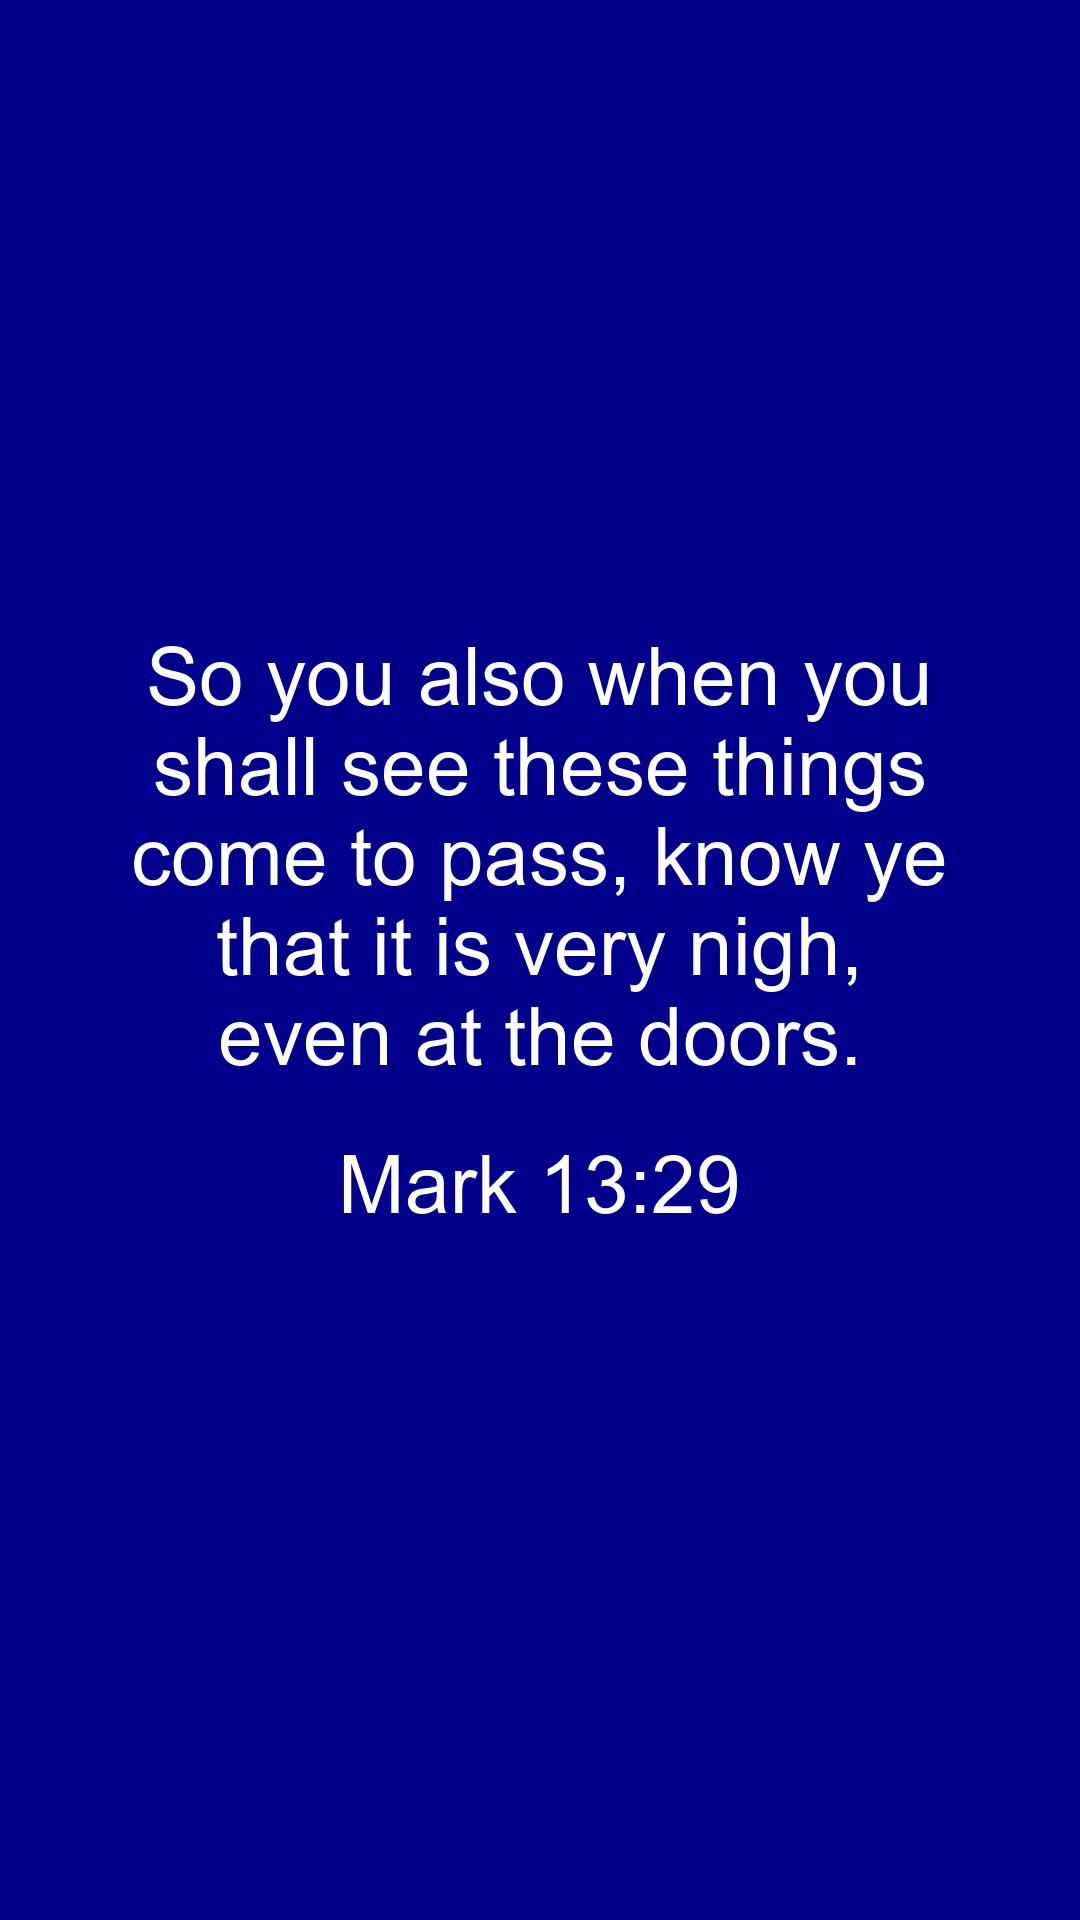 So you also when you
shall see these things
come to pass, know ye
that it is very nigh,
even at the doors.
Mark 13:29